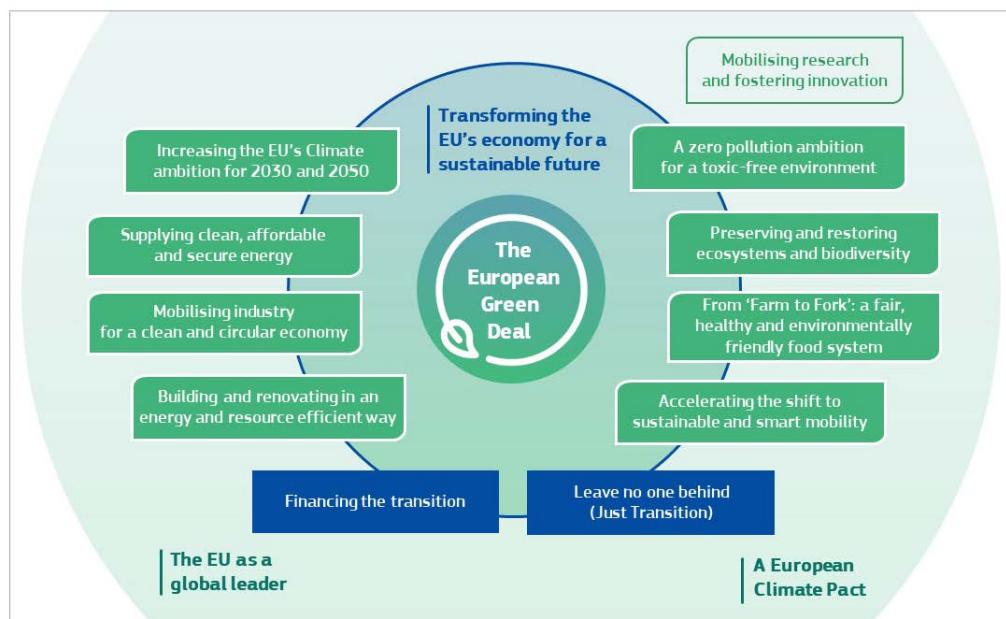 Mobilising research
and fostering innovation
Transforming the
EU's economy for a
sustainable future
Increasing the EU's Climate
ambition for 2030 and 2050
A zero pollution ambition
for a toxic-free environment
Supplying clean, affordable
and secure energy
Preserving and restoring
ecosystems and biodiversity
The
European
Green
Deal
Mobilising industry
for a clean and circular economy
From ‘Farm to Fork’: a fair,
healthy and environmentally
friendly food system
Building and renovating in an
energy and resource efficient way
Accelerating the shift to
sustainable and smart mobility
Financing the transition
Leave no one behind
(Just Transition)
The EU as a
global leader
A European
Climate Pact